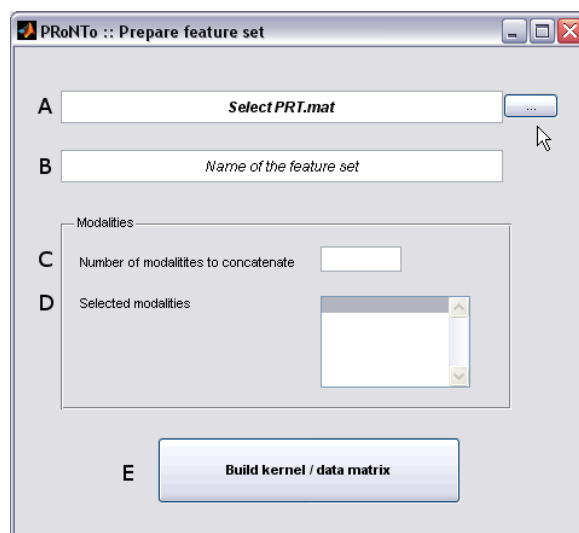 PRoNTo :: Prepare feature set
A Select PRT.mat ...
B Name of the feature set
Modalities
C Number of modalitites to concatenate
D Selected modalities
E Build kernel / data matrix